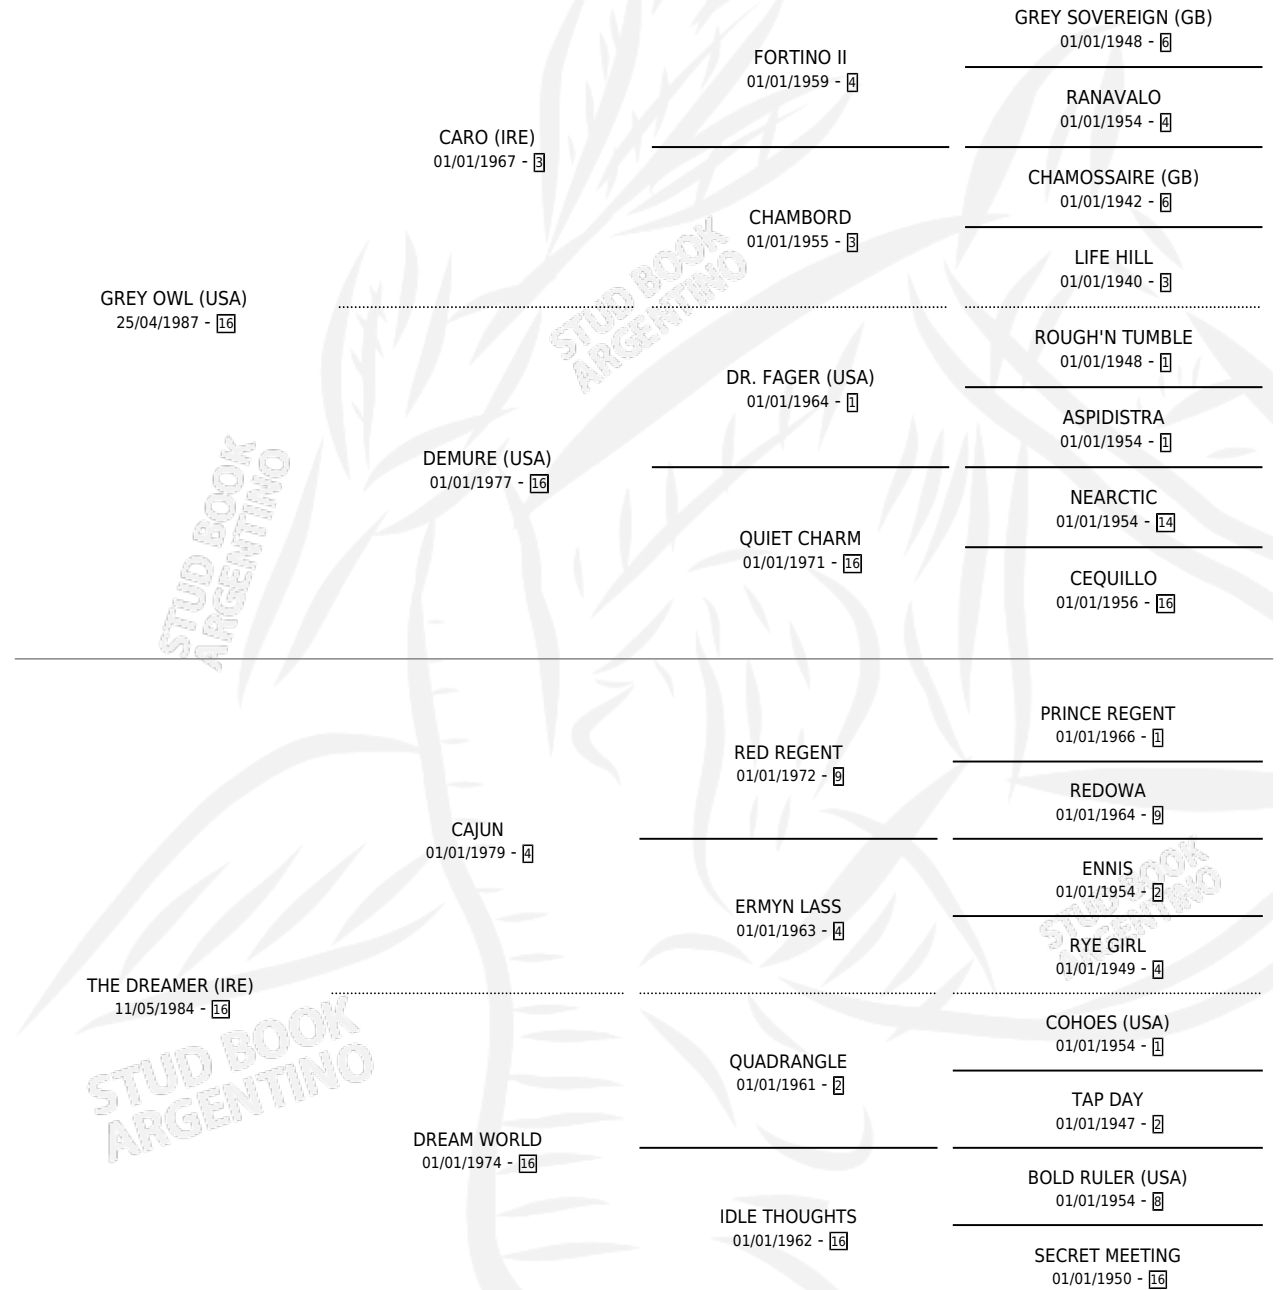 GREY SOVEREIGN (GB)
01/01/1948 - 6
FORTINO II
01/01/1959 - 4
RANAVALO
01/01/1954 - 4
CARO (IRE)
01/01/1967 - 3
CHAMOSSAIRE (GB)
01/01/1942 - 6
CHAMBORD
01/01/1955 - 3
LIFE HILL
01/01/1940 - 3
GREY OWL (USA)
25/04/1987 - 16
STUD BOOK
ARGENTINO
ROUGH'N TUMBLE
01/01/1948 - 1
DR. FAGER (USA)
01/01/1964 - 1
ASPIDISTRA
01/01/1954 - 1
DEMURE (USA)
01/01/1977 - 16
NEARCTIC
01/01/1954 - 14
QUIET CHARM
01/01/1971 - 16
CEQUILLO
01/01/1956 - 16
STUD BOOK
ARGENTINO
PRINCE REGENT
01/01/1966 - 1
RED REGENT
01/01/1972 - 9
REDOWA
01/01/1964 - 9
CAJUN
01/01/1979 - 4
ENNIS
01/01/1954 - 2
ERMYN LASS
01/01/1963 - 4
STUD BOOK
ARGENTINO
RYE GIRL
01/01/1949 - 4
THE DREAMER (IRE)
11/05/1984 - 16
COHOES (USA)
01/01/1954 - 1
QUADRANGLE
01/01/1961 - 2
STUD BOOK
ARGENTINO
TAP DAY
01/01/1947 - 2
DREAM WORLD
01/01/1974 - 16
BOLD RULER (USA)
01/01/1954 - 8
IDLE THOUGHTS
01/01/1962 - 16
SECRET MEETING
01/01/1950 - 16